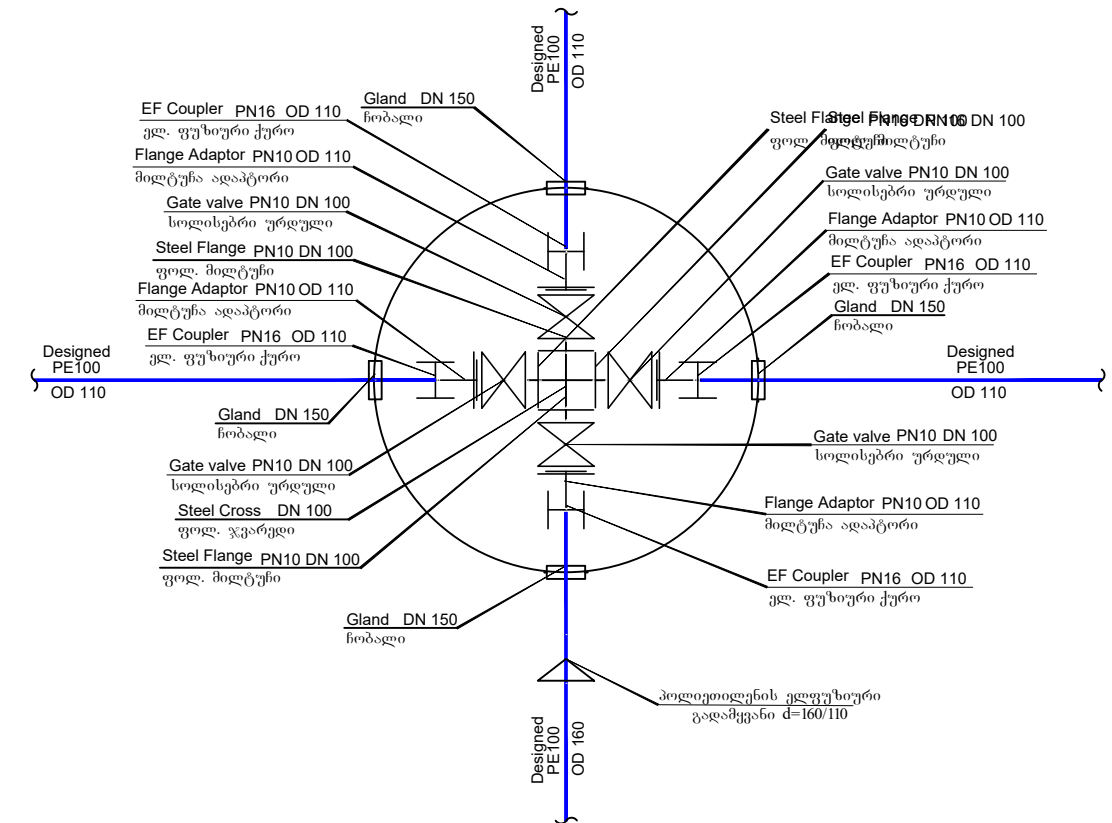 Designed
PE100
OD 110
EF Coupler PN16 OD 110
ელ. ფუზიური ქურო
Gland DN 150
ჩობალი
Flange Adaptor PN10 OD 110
მილტუჩა ადაპტორი
Gate valve PN10 DN 100
სოლისებრი ურდული
Steel Flange PN10 DN 100
ფოლ. მილტუჩი
Flange Adaptor PN10 OD 110
მილტუჩა ადაპტორი
EF Coupler PN16 OD 110
ელ. ფუზიური ქურო
Designed
PE100
OD 110
Gland DN 150
ჩობალი
Gate valve PN10 DN 100
სოლისებრი ურდული
Steel Cross DN 100
ფოლ. ჯვარედი
Steel Flange PN10 DN 100
ფოლ. მილტუჩი
Gland DN 150
ჩობალი
Steel Flange DN 100
ფოლ. მილტუჩი
Gate valve PN10 DN 100
სოლისებრი ურდული
Flange Adaptor PN10 OD 110
მილტუჩა ადაპტორი
EF Coupler PN16 OD 110
ელ. ფუზიური ქურო
Gland DN 150
ჩობალი
Designed
PE100
OD 110
Gate valve PN10 DN 100
სოლისებრი ურდული
Flange Adaptor PN10 OD 110
მილტუჩა ადაპტორი
EF Coupler PN16 OD 110
ელ. ფუზიური ქურო
პოლიეთილენის ელფუზიური
გადამყვანი d=160/110
Designed
PE100
OD 160